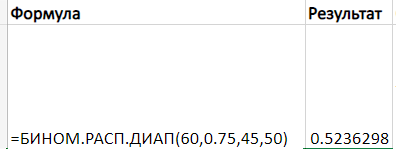 Формула Результат
=БИНОМ.РАСП.ДИАП(60,0.75,45,50) 0.5236298